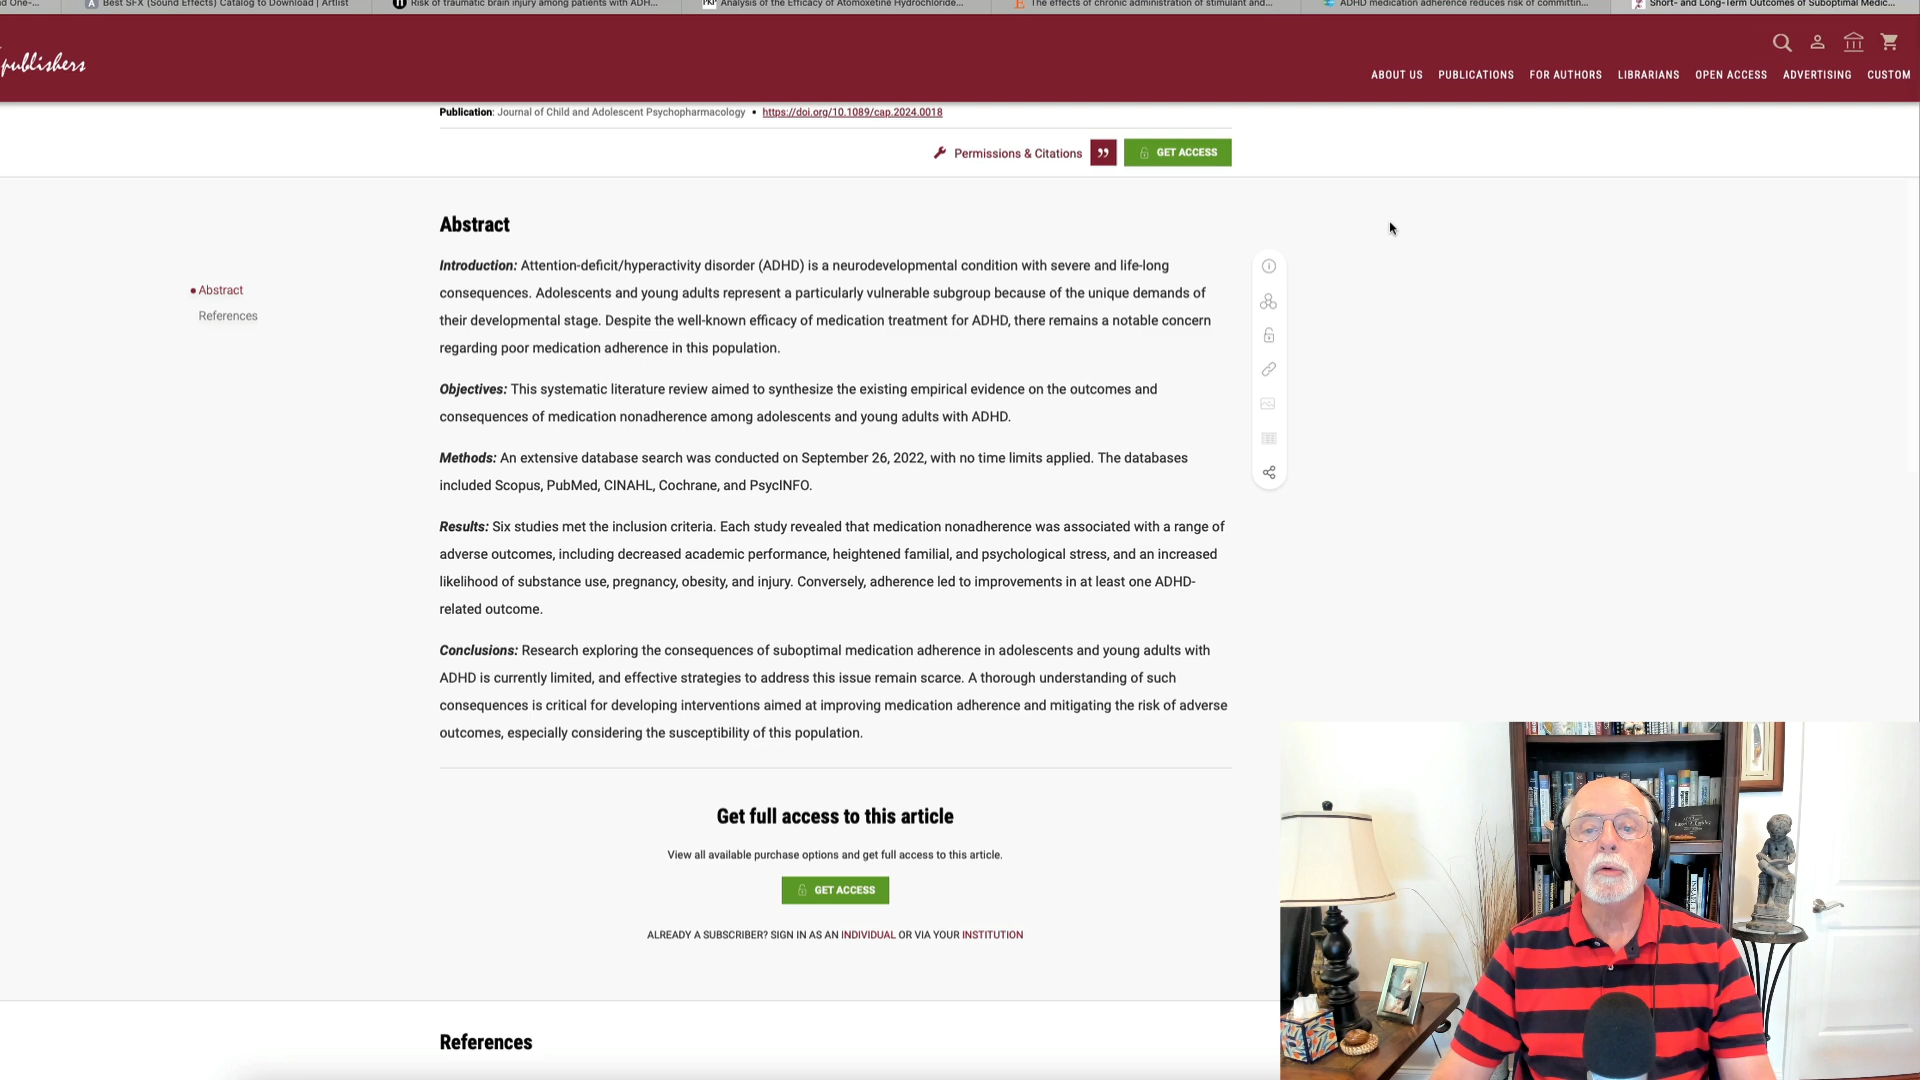 nd One-...
Best SFX (Sound Effects) Catalog to Download | Artlist
Risk of traumatic brain injury among patients with ADH...
Analysis of the Efficacy of Atomoxetine Hydrochloride...
The effects of chronic administration of stimulant and...
ADHD medication adherence reduces risk of committin...
Short- and Long-Term Outcomes of Suboptimal Medic...
publishers
ABOUT US PUBLICATIONS FOR AUTHORS LIBRARIANS OPEN ACCESS ADVERTISING CUSTOM
Publication: Journal of Child and Adolescent Psychopharmacology • https://doi.org/10.1089/cap.2024.0018
Permissions & Citations
GET ACCESS
Abstract
References
Abstract
Introduction: Attention-deficit/hyperactivity disorder (ADHD) is a neurodevelopmental condition with severe and life-long
consequences. Adolescents and young adults represent a particularly vulnerable subgroup because of the unique demands of
their developmental stage. Despite the well-known efficacy of medication treatment for ADHD, there remains a notable concern
regarding poor medication adherence in this population.
Objectives: This systematic literature review aimed to synthesize the existing empirical evidence on the outcomes and
consequences of medication nonadherence among adolescents and young adults with ADHD.
Methods: An extensive database search was conducted on September 26, 2022, with no time limits applied. The databases
included Scopus, PubMed, CINAHL, Cochrane, and PsycINFO.
Results: Six studies met the inclusion criteria. Each study revealed that medication nonadherence was associated with a range of
adverse outcomes, including decreased academic performance, heightened familial, and psychological stress, and an increased
likelihood of substance use, pregnancy, obesity, and injury. Conversely, adherence led to improvements in at least one ADHD-
related outcome.
Conclusions: Research exploring the consequences of suboptimal medication adherence in adolescents and young adults with
ADHD is currently limited, and effective strategies to address this issue remain scarce. A thorough understanding of such
consequences is critical for developing interventions aimed at improving medication adherence and mitigating the risk of adverse
outcomes, especially considering the susceptibility of this population.
Get full access to this article
View all available purchase options and get full access to this article.
GET ACCESS
ALREADY A SUBSCRIBER? SIGN IN AS AN INDIVIDUAL OR VIA YOUR INSTITUTION
References